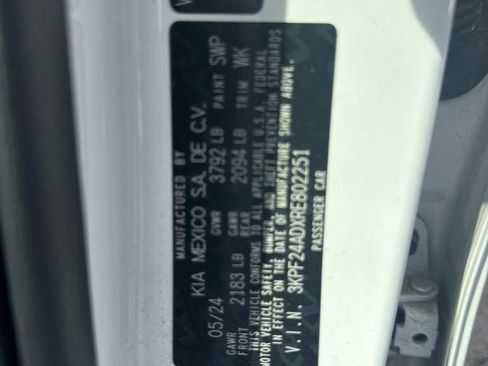 MANUFACTURED BY
KIA MEXICO S.A. DE C.V.
05/24 GVWR 3792 LB PAINT SWP
GAWR FRONT 2183 LB GAWR REAR 2094 LB TRIM WK
THIS VEHICLE CONFORMS TO ALL APPLICABLE U.S.A. FEDERAL
MOTOR VEHICLE SAFETY, BUMPER, AND THEFT PREVENTION STANDARDS
IN EFFECT ON THE DATE OF MANUFACTURE SHOWN ABOVE.
V.I.N. 3KPF24ADXRE802251
PASSENGER CAR